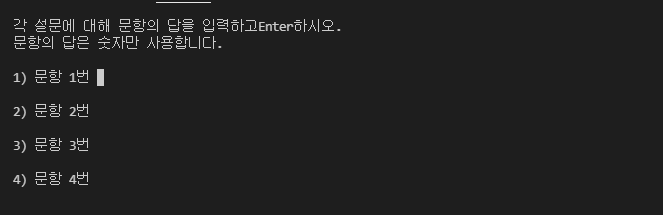 각 설문에 대해 문항의 답을 입력하고Enter하시오.
문항의 답은 숫자만 사용합니다.
1) 문항 1번
2) 문항 2번
3) 문항 3번
4) 문항 4번